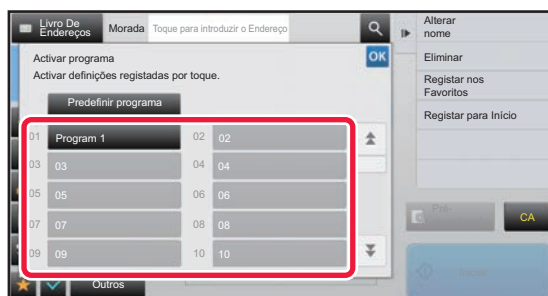 Livro De
Endereços
Morada
Toque para introduzir o Endereço
Activar programa
OK
Activar definições registadas por toque.
Predefinir programa
01 Program 1
02 02
03 03
04 04
05 05
06 06
07 07
08 08
09 09
10 10
Outros
Alterar
nome
Eliminar
Registar nos
Favoritos
Registar para Início
CA
Iniciar